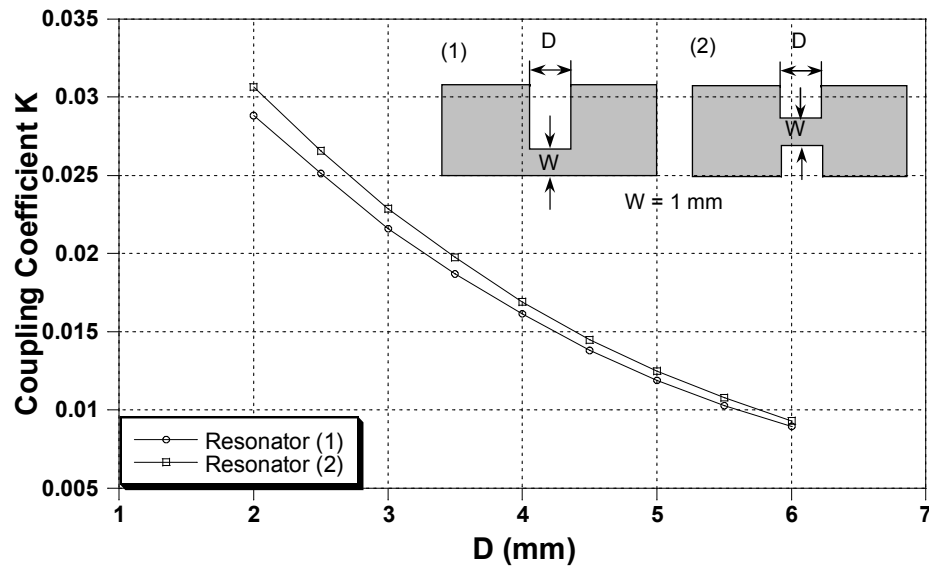 0.035
0.03
0.025
0.02
0.015
0.01
0.005
Coupling Coefficient K
(1)
D
W
(2)
D
W
W = 1 mm
Resonator (1)
Resonator (2)
1 2 3 4 5 6 7
D (mm)